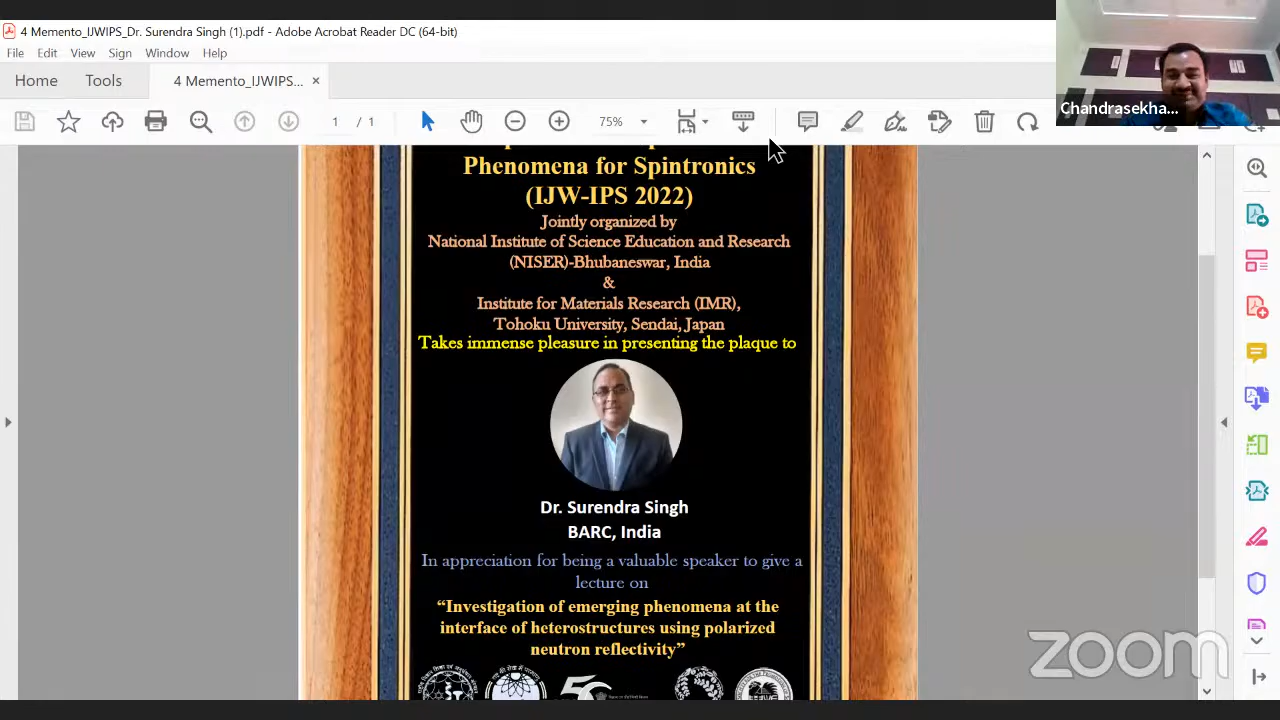 4 Memento_IJWIPS_Dr. Surendra Singh (1).pdf - Adobe Acrobat Reader DC (64-bit)
File Edit View Sign Window Help
Home Tools 4 Memento_IJWIPS... ×
1 / 1 75%
Chandrasekha...
Phenomena for Spintronics
(IJW-IPS 2022)
Jointly organized by
National Institute of Science Education and Research
(NISER)-Bhubaneswar, India
&
Institute for Materials Research (IMR),
Tohoku University, Sendai, Japan
Takes immense pleasure in presenting the plaque to
Dr. Surendra Singh
BARC, India
In appreciation for being a valuable speaker to give a
lecture on
“Investigation of emerging phenomena at the
interface of heterostructures using polarized
neutron reflectivity”
zoom